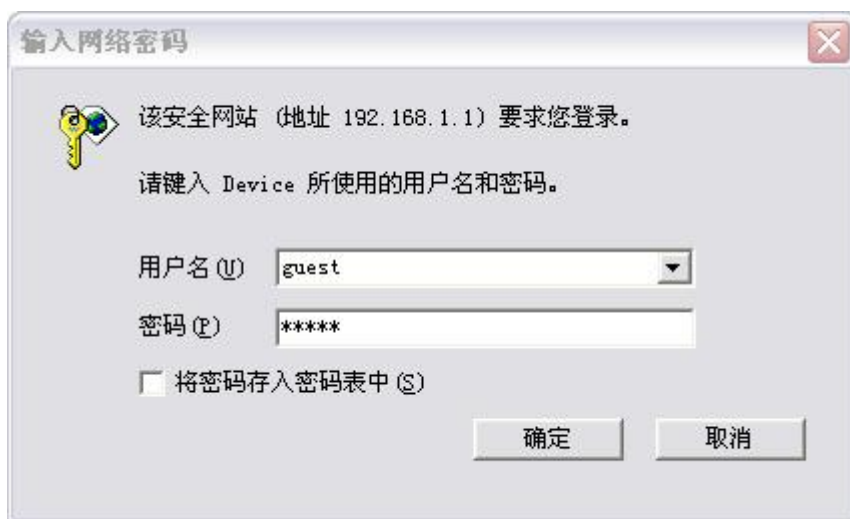 输入网络密码
该安全网站 (地址 192.168.1.1) 要求您登录。
请键入 Device 所使用的用户名和密码。
用户名(U) guest
密码(P) *****
将密码存入密码表中(S)
确定 取消